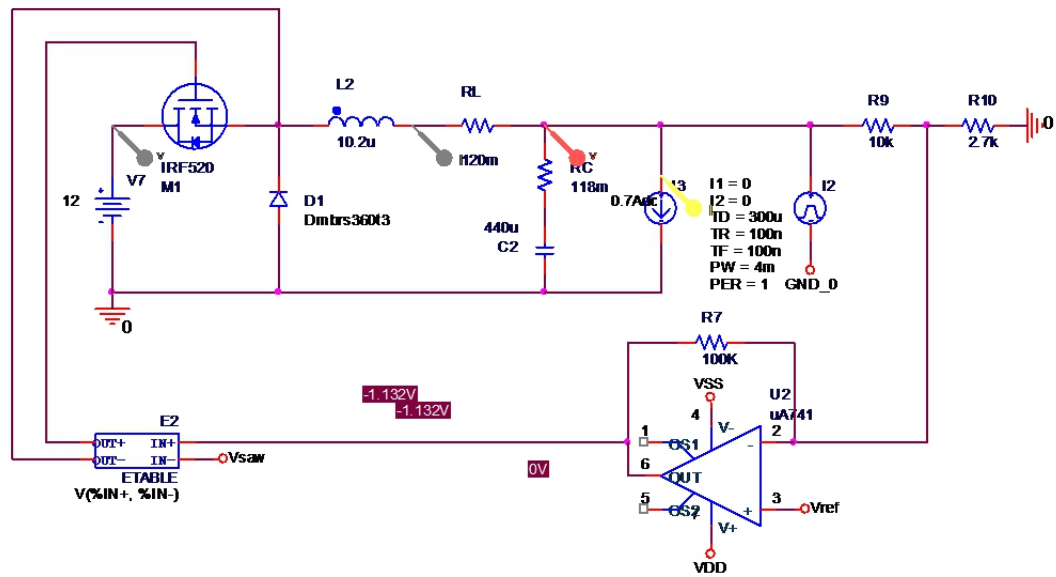 L2
10.2u
RL
120m
R9
10k
R10
2.7k
0
IRF520
M1
V7
12
D1
Dmbrs360t3
RC
118m
440u
C2
I3
0.7Adc
I1 = 0
I2 = 0
TD = 300u
TR = 100n
TF = 100n
PW = 4m
PER = 1
I2
GND_0
0
R7
100K
-1.132V
-1.132V
0V
VSS
U2
uA741
4
V-
1
OS1
2
-
6
OUT
5
OS2
7
V+
3
+
Vref
VDD
E2
OUT+ IN+
OUT- IN-
Vsaw
ETABLE
V(%IN+, %IN-)